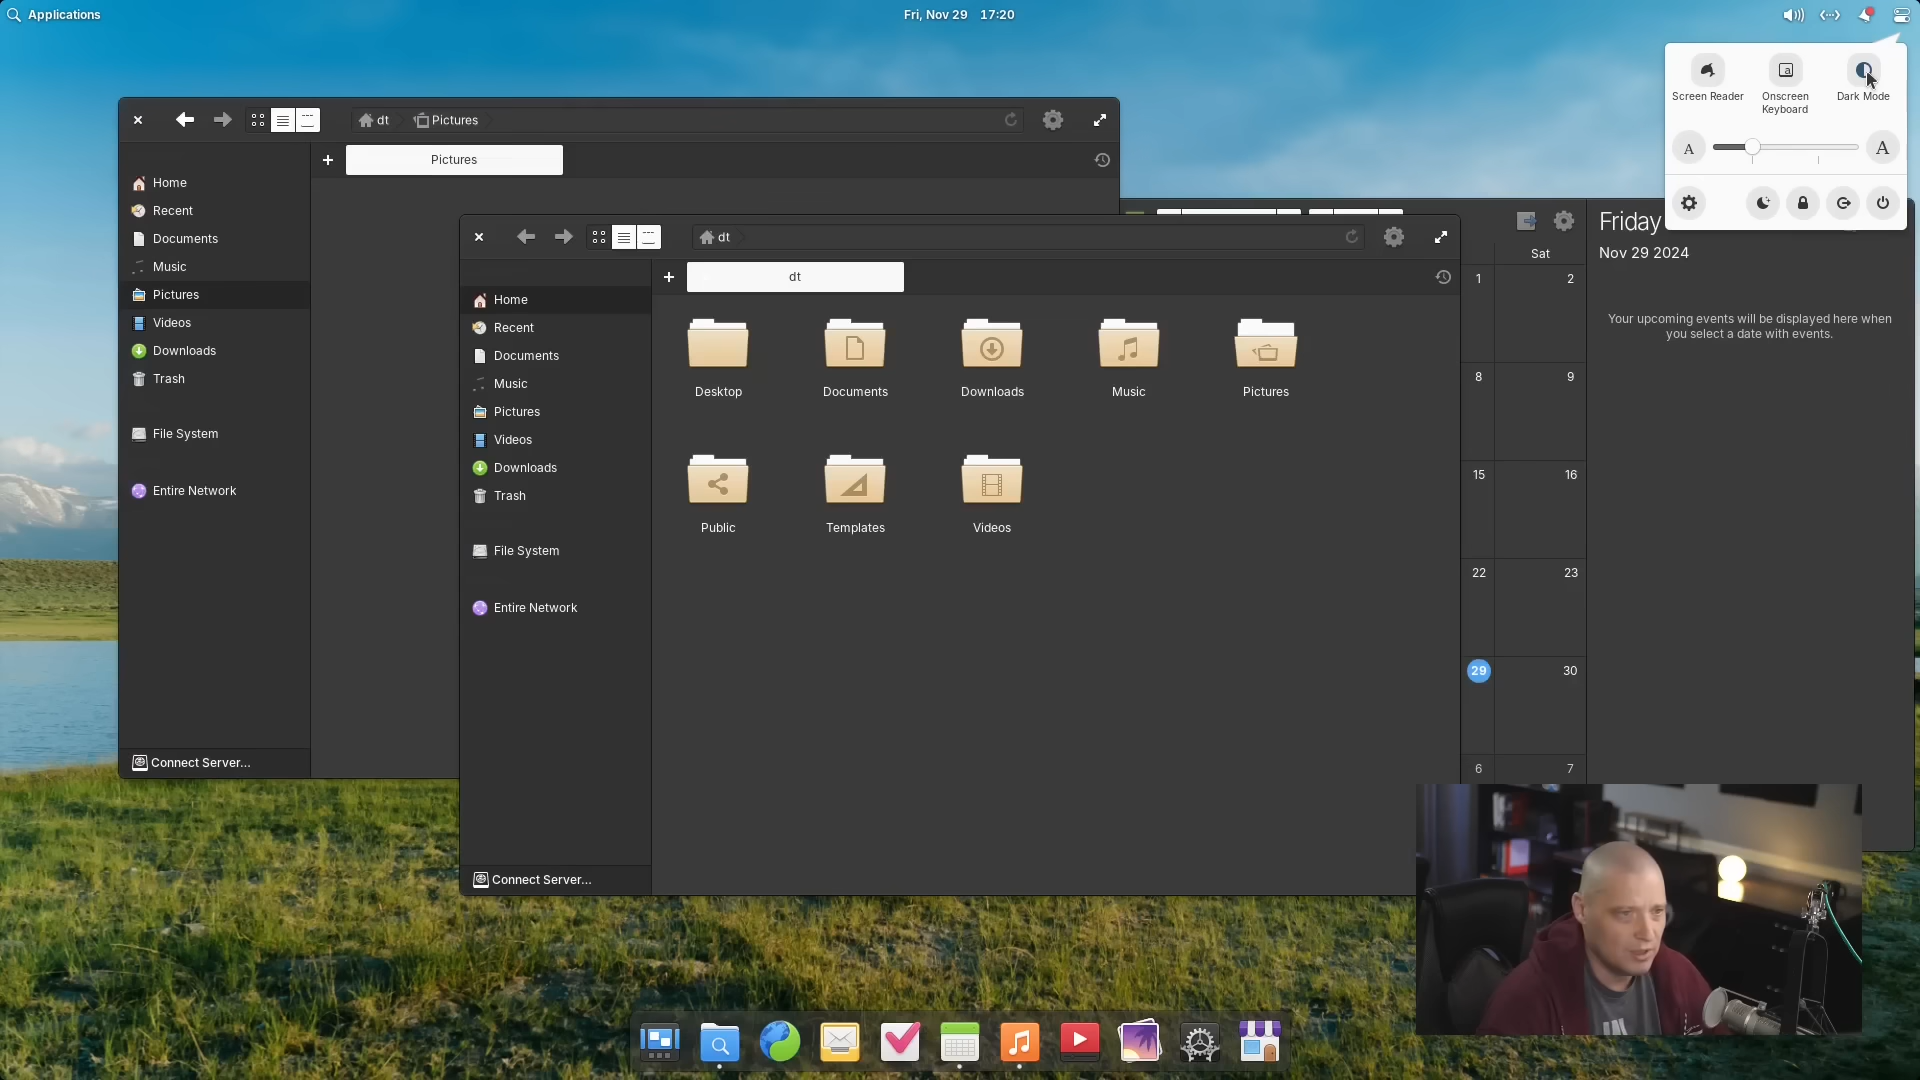 Applications
Fri, Nov 29 17:20
Screen Reader
Onscreen Keyboard
Dark Mode
A
A
dt
Pictures
Pictures
Home
Recent
Documents
Music
Pictures
Videos
Downloads
Trash
File System
Entire Network
Connect Server...
dt
dt
Home
Recent
Documents
Music
Pictures
Videos
Downloads
Trash
File System
Entire Network
Connect Server...
Desktop
Documents
Downloads
Music
Pictures
Public
Templates
Videos
Sat
1 2
8 9
15 16
22 23
29 30
6 7
Friday
Nov 29 2024
Your upcoming events will be displayed here when
you select a date with events.